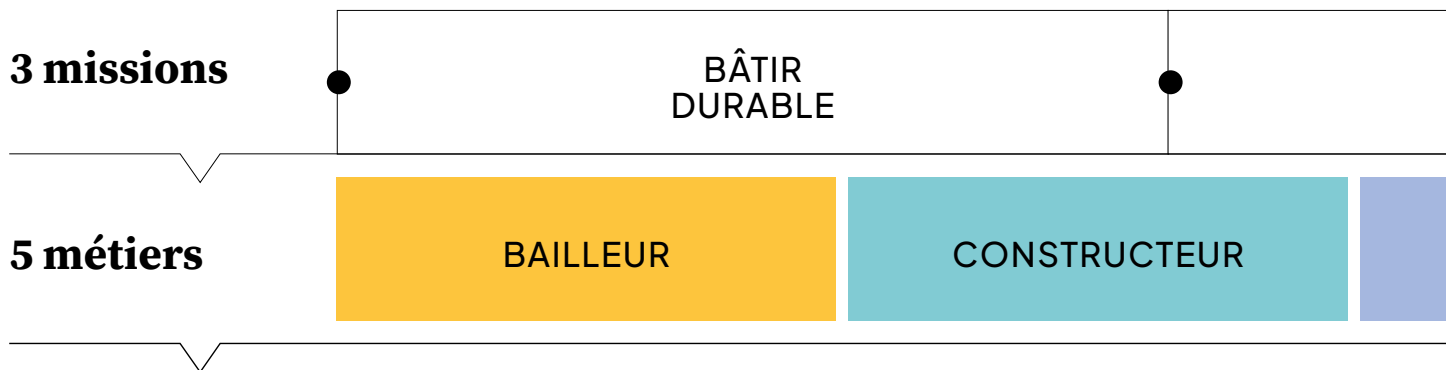 3 missions
BÂTIR
DURABLE
5 métiers
BAILLEUR
CONSTRUCTEUR